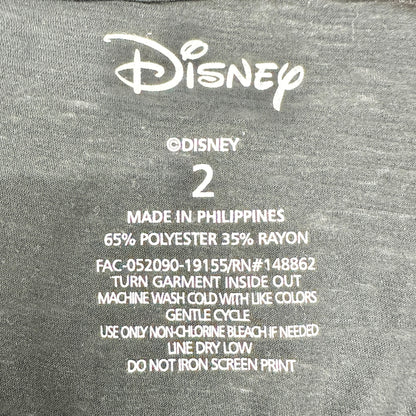 Disney
©DISNEY
2
MADE IN PHILIPPINES
65% POLYESTER 35% RAYON
FAC-052090-19155/RN#148862
TURN GARMENT INSIDE OUT
MACHINE WASH COLD WITH LIKE COLORS
GENTLE CYCLE
USE ONLY NON-CHLORINE BLEACH IF NEEDED
LINE DRY LOW
DO NOT IRON SCREEN PRINT